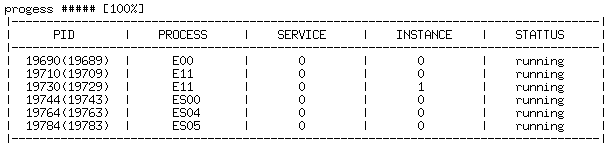 progess ##### [100%]
|---------------------------------------------------------------------------------|
|      PID      |    PROCESS    |    SERVICE    |    INSTANCE    |    STATTUS    |
|---------------------------------------------------------------------------------|
|  19690(19689)  |      E00      |       0       |       0       |    running    |
|  19710(19709)  |      E11      |       0       |       0       |    running    |
|  19730(19729)  |      E11      |       0       |       1       |    running    |
|  19744(19743)  |      ES00     |       0       |       0       |    running    |
|  19764(19763)  |      ES04     |       0       |       0       |    running    |
|  19784(19783)  |      ES05     |       0       |       0       |    running    |
|---------------------------------------------------------------------------------|